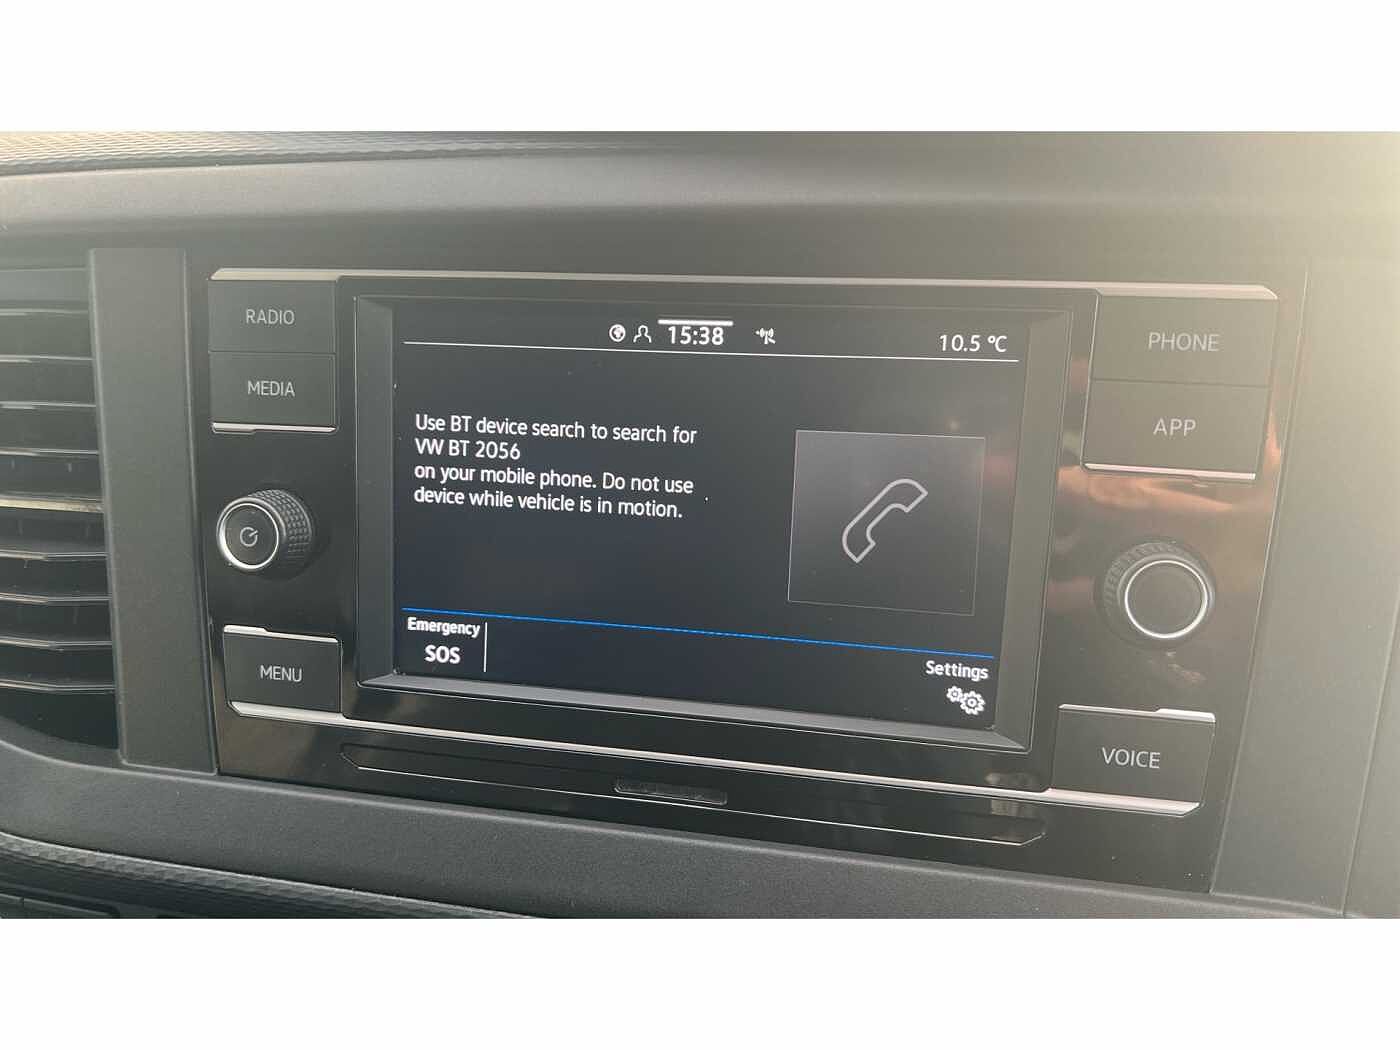 RADIO
MEDIA
MENU
15:38
10.5 °C
Use BT device search to search for
VW BT 2056
on your mobile phone. Do not use
device while vehicle is in motion.
Emergency
SOS
Settings
PHONE
APP
VOICE